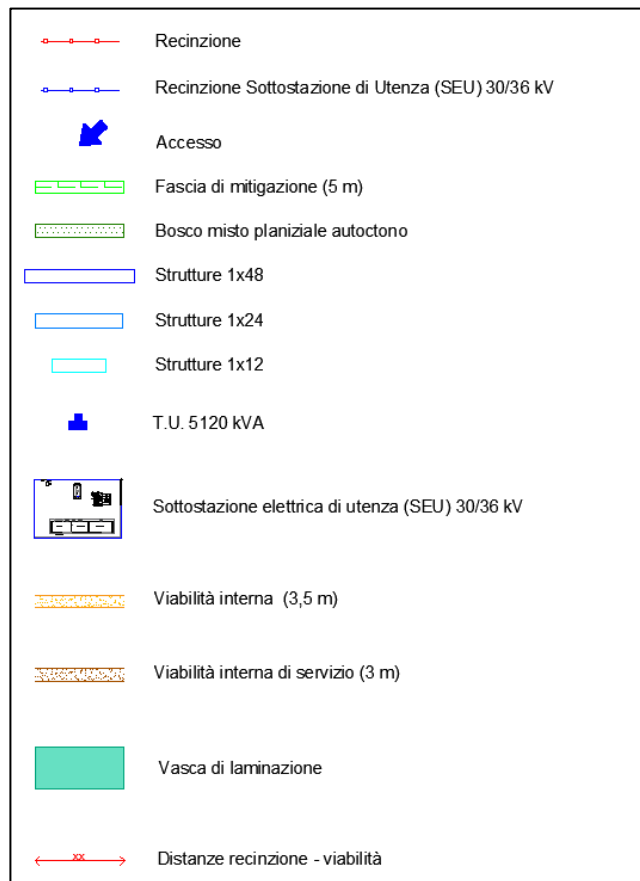 Recinzione
Recinzione Sottostazione di Utenza (SEU) 30/36 kV
Accesso
Fascia di mitigazione (5 m)
Bosco misto planiziale autoctono
Strutture 1x48
Strutture 1x24
Strutture 1x12
T.U. 5120 kVA
Sottostazione elettrica di utenza (SEU) 30/36 kV
Viabilità interna (3,5 m)
Viabilità interna di servizio (3 m)
Vasca di laminazione
xx Distanze recinzione - viabilità